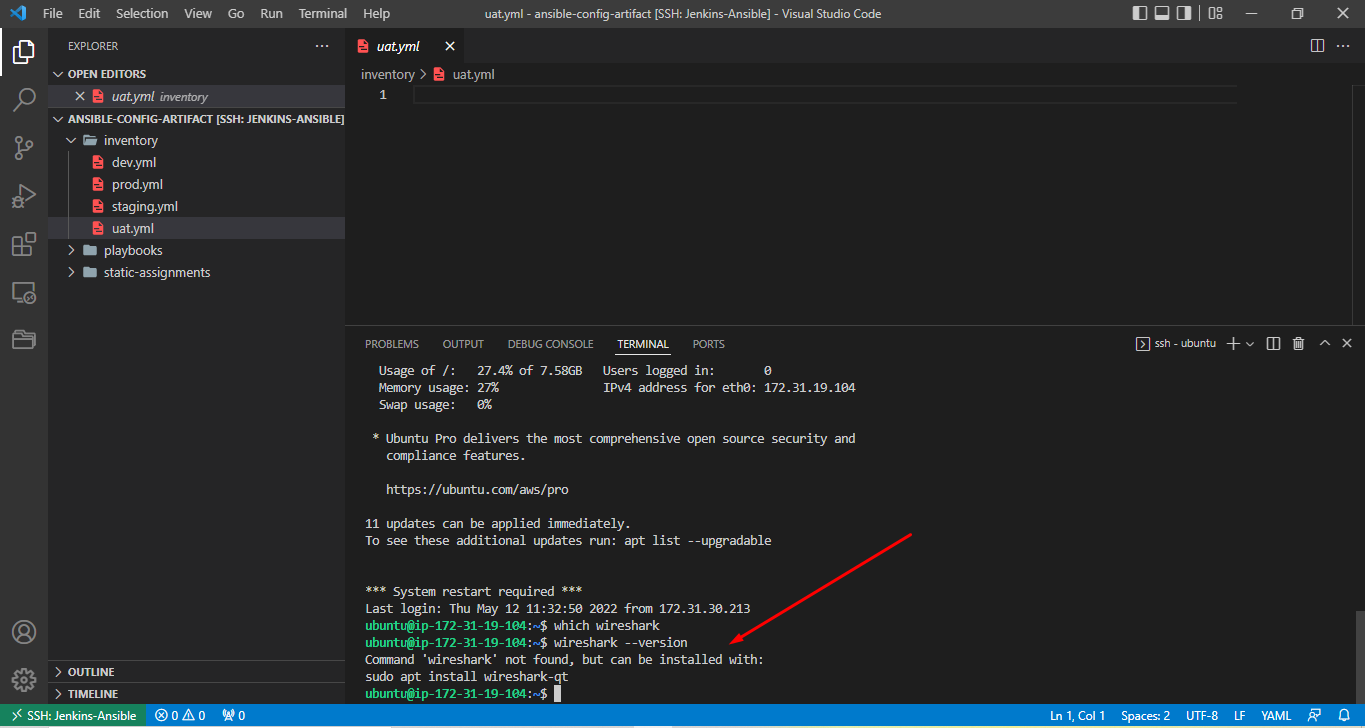 File Edit Selection View Go Run Terminal Help uat.yml - ansible-config-artifact [SSH: Jenkins-Ansible] - Visual Studio Code
EXPLORER
OPEN EDITORS
uat.yml inventory
ANSIBLE-CONFIG-ARTIFACT [SSH: JENKINS-ANSIBLE]
inventory
dev.yml
prod.yml
staging.yml
uat.yml
playbooks
static-assignments
OUTLINE
TIMELINE
uat.yml
inventory > uat.yml
1
PROBLEMS OUTPUT DEBUG CONSOLE TERMINAL PORTS ssh - ubuntu
Usage of /: 27.4% of 7.58GB Users logged in: 0
Memory usage: 27% IPv4 address for eth0: 172.31.19.104
Swap usage: 0%
* Ubuntu Pro delivers the most comprehensive open source security and
compliance features.
https://ubuntu.com/aws/pro
11 updates can be applied immediately.
To see these additional updates run: apt list --upgradable
*** System restart required ***
Last login: Thu May 12 11:32:50 2022 from 172.31.30.213
ubuntu@ip-172-31-19-104:~$ which wireshark
ubuntu@ip-172-31-19-104:~$ wireshark --version
Command 'wireshark' not found, but can be installed with:
sudo apt install wireshark-qt
ubuntu@ip-172-31-19-104:~$
SSH: Jenkins-Ansible 0 0 0 Ln 1, Col 1 Spaces: 2 UTF-8 LF YAML